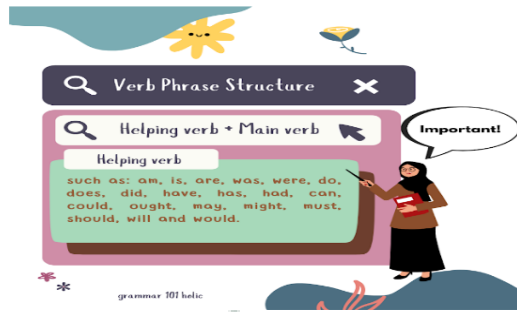 Verb Phrase Structure
Helping verb + Main verb
Important!
Helping verb
such as: am, is, are, was, were, do,
does, did, have, has, had, can,
could, ought, may, might, must,
should, will and would.
grammar 101 helic